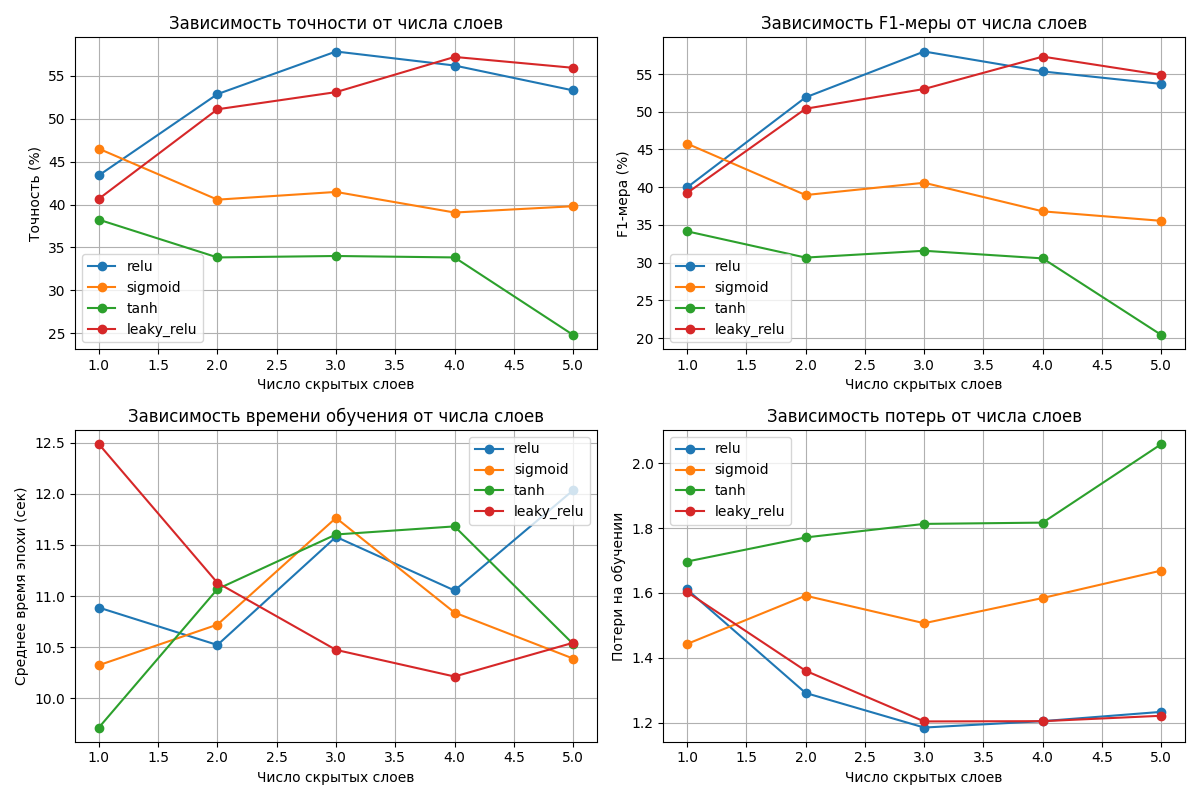 Зависимость точности от числа слоев
Точность (%)
55
50
45
40
35
30
25
relu
sigmoid
tanh
leaky_relu
1.0 1.5 2.0 2.5 3.0 3.5 4.0 4.5 5.0
Число скрытых слоев
Зависимость F1-меры от числа слоев
F1-мера (%)
55
50
45
40
35
30
25
20
relu
sigmoid
tanh
leaky_relu
1.0 1.5 2.0 2.5 3.0 3.5 4.0 4.5 5.0
Число скрытых слоев
Зависимость времени обучения от числа слоев
Среднее время эпохи (сек)
12.5
12.0
11.5
11.0
10.5
10.0
relu
sigmoid
tanh
leaky_relu
1.0 1.5 2.0 2.5 3.0 3.5 4.0 4.5 5.0
Число скрытых слоев
Зависимость потерь от числа слоев
Потери на обучении
2.0
1.8
1.6
1.4
1.2
relu
sigmoid
tanh
leaky_relu
1.0 1.5 2.0 2.5 3.0 3.5 4.0 4.5 5.0
Число скрытых слоев